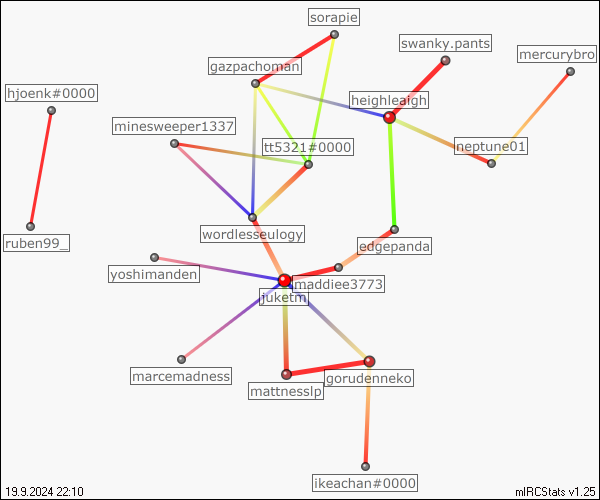 sorapie
swanky.pants
mercurybro
gazpachoman
hjoenk#0000
heighleaigh
minesweeper1337
tt5321#0000
neptune01
wordlesseulogy
ruben99_
edgepanda
yoshimanden
maddiee3773
juketm
marcemadness
gorudenneko
mattnesslp
ikeachan#0000
19.9.2024 22:10
mIRCStats v1.25